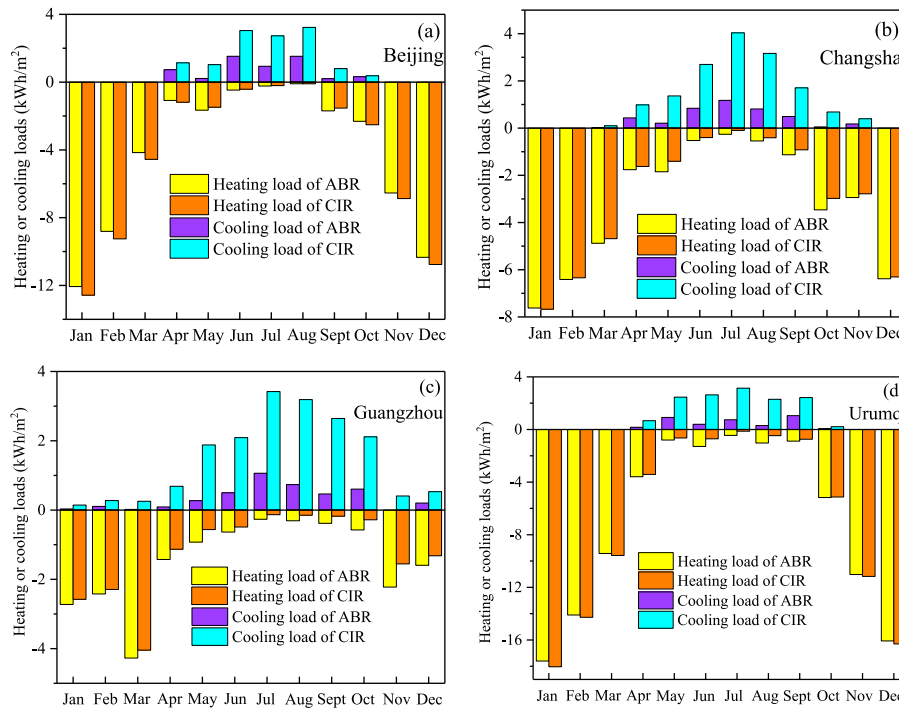 Heating or cooling loads (kWh/m²)
4
0
-4
-8
-12
(a)
Beijing
Heating load of ABR
Heating load of CIR
Cooling load of ABR
Cooling load of CIR
Jan Feb Mar Apr May Jun Jul Aug Sept Oct Nov Dec
Heating or cooling loads (kWh/m²)
4
2
0
-2
-4
-6
-8
(b)
Changsha
Heating load of ABR
Heating load of CIR
Cooling load of ABR
Cooling load of CIR
Jan Feb Mar Apr May Jun Jul Aug Sept Oct Nov Dec
Heating or cooling loads (kWh/m²)
4
2
0
-2
-4
(c)
Guangzhou
Heating load of ABR
Heating load of CIR
Cooling load of ABR
Cooling load of CIR
Jan Feb Mar Apr May Jun Jul Aug Sept Oct Nov Dec
Heating or cooling loads (kWh/m²)
4
0
-4
-8
-12
-16
(d
Urumq
Heating load of ABR
Heating load of CIR
Cooling load of ABR
Cooling load of CIR
Jan Feb Mar Apr May Jun Jul Aug Sept Oct Nov Dec